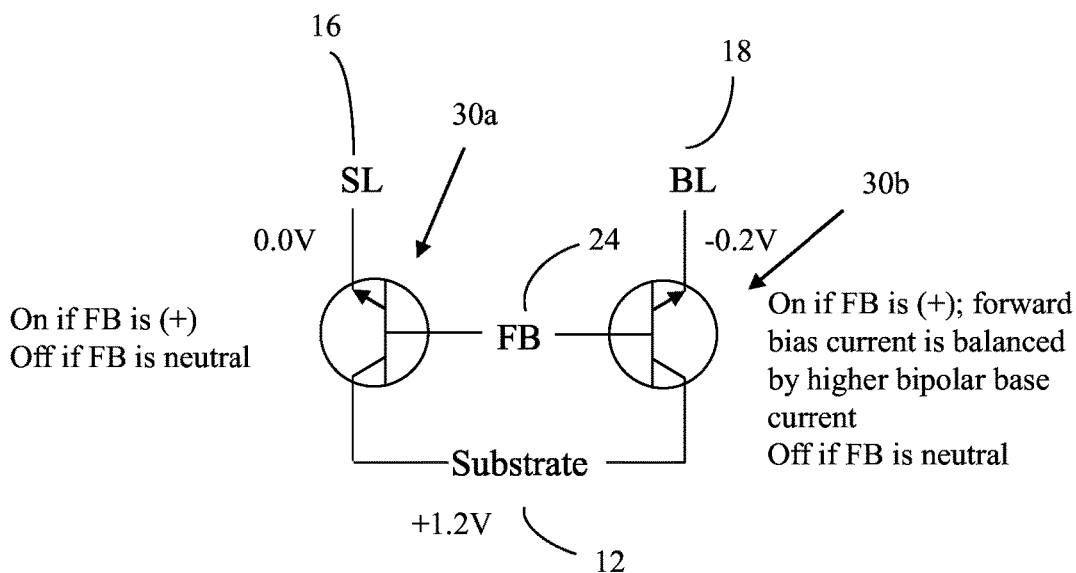 16
18
30a
SL
BL
30b
0.0V
24
-0.2V
On if FB is (+)
Off if FB is neutral
FB
On if FB is (+); forward
bias current is balanced
by higher bipolar base
current
Off if FB is neutral
Substrate
+1.2V
12